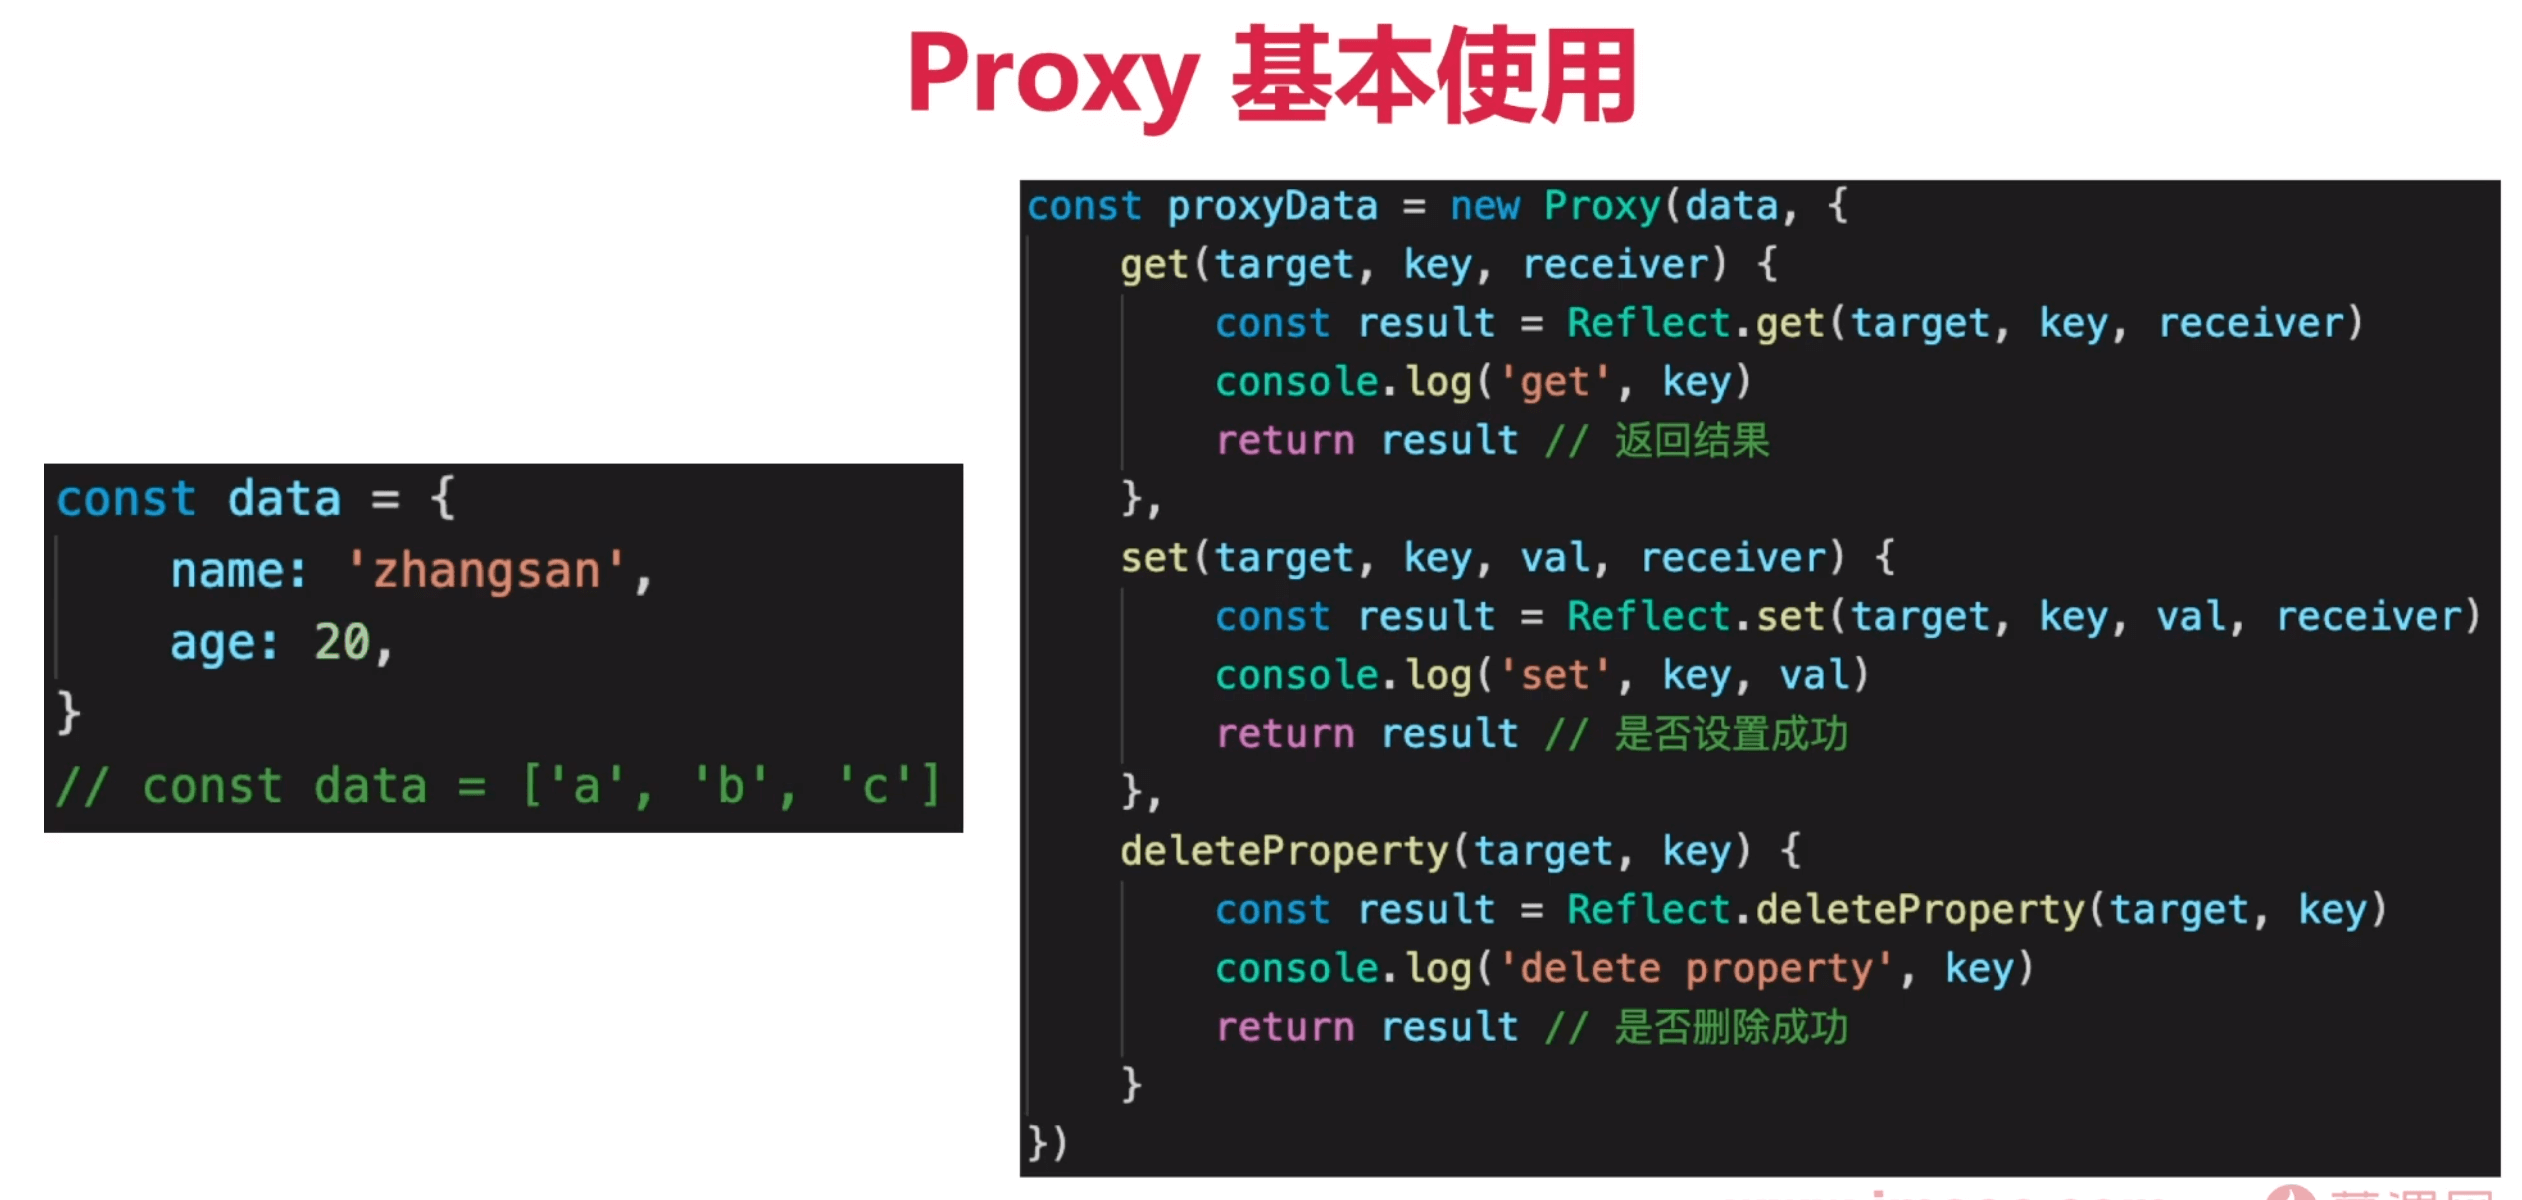 Proxy 基本使用
const data = {
    name: 'zhangsan',
    age: 20,
}
// const data = ['a', 'b', 'c']
const proxyData = new Proxy(data, {
    get(target, key, receiver) {
        const result = Reflect.get(target, key, receiver)
        console.log('get', key)
        return result // 返回结果
    },
    set(target, key, val, receiver) {
        const result = Reflect.set(target, key, val, receiver)
        console.log('set', key, val)
        return result // 是否设置成功
    },
    deleteProperty(target, key) {
        const result = Reflect.deleteProperty(target, key)
        console.log('delete property', key)
        return result // 是否删除成功
    }
})